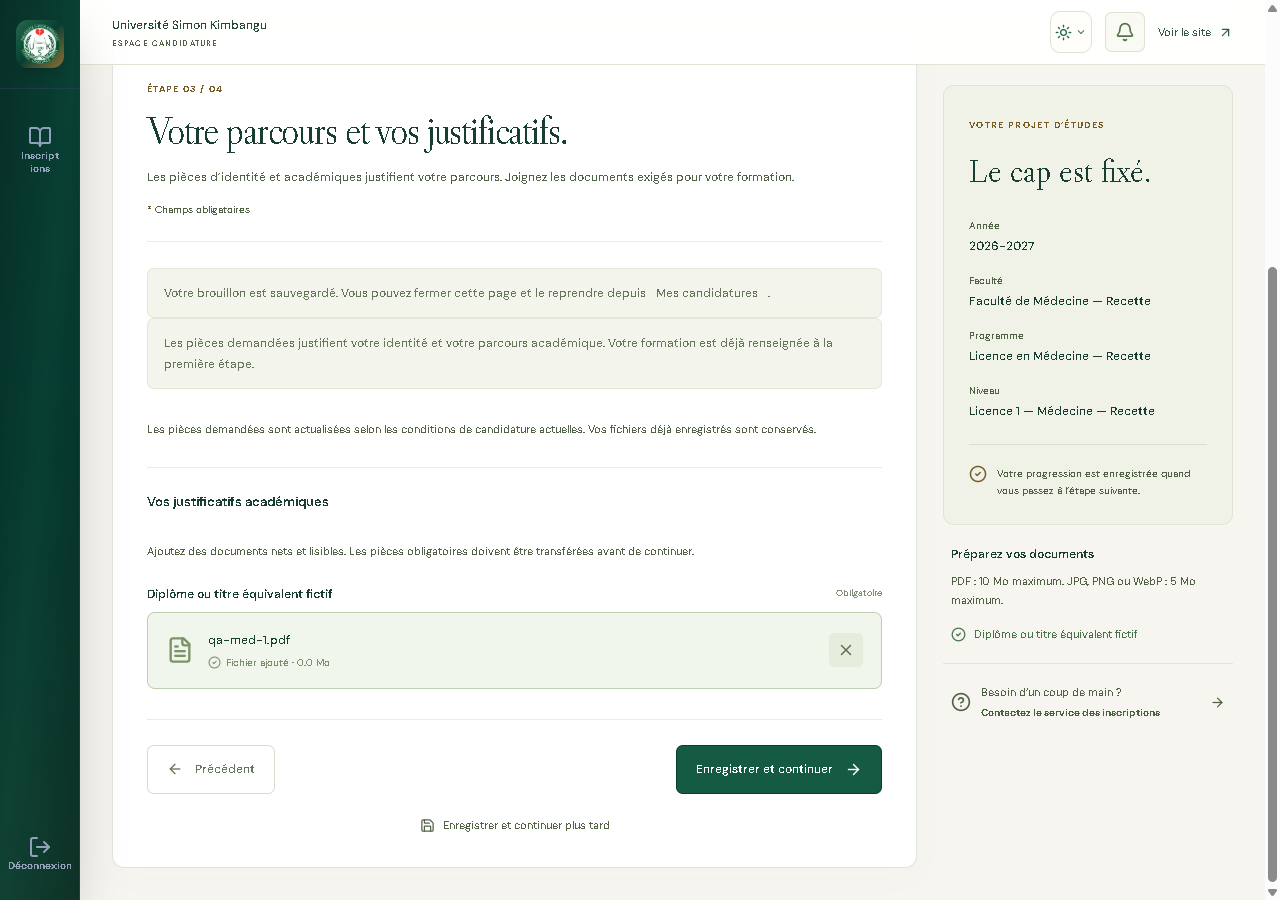 Université Simon Kimbangu
ESPACE CANDIDATURE
Voir le site
Inscript
ions
Déconnexion
ÉTAPE 03 / 04
Votre parcours et vos justificatifs.
Les pièces d'identité et académiques justifient votre parcours. Joignez les documents exigés pour votre formation.
* Champs obligatoires
Votre brouillon est sauvegardé. Vous pouvez fermer cette page et le reprendre depuis Mes candidatures .
Les pièces demandées justifient votre identité et votre parcours académique. Votre formation est déjà renseignée à la
première étape.
Les pièces demandées sont actualisées selon les conditions de candidature actuelles. Vos fichiers déjà enregistrés sont conservés.
Vos justificatifs académiques
Ajoutez des documents nets et lisibles. Les pièces obligatoires doivent être transférées avant de continuer.
Diplôme ou titre équivalent fictif
Obligatoire
qa-med-1.pdf
Fichier ajouté · 0.0 Mo
Précédent
Enregistrer et continuer
Enregistrer et continuer plus tard
VOTRE PROJET D'ÉTUDES
Le cap est fixé.
Année
2026-2027
Faculté
Faculté de Médecine — Recette
Programme
Licence en Médecine — Recette
Niveau
Licence 1 — Médecine — Recette
Votre progression est enregistrée quand
vous passez à l'étape suivante.
Préparez vos documents
PDF : 10 Mo maximum. JPG, PNG ou WebP : 5 Mo
maximum.
Diplôme ou titre équivalent fictif
Besoin d'un coup de main ?
Contactez le service des inscriptions